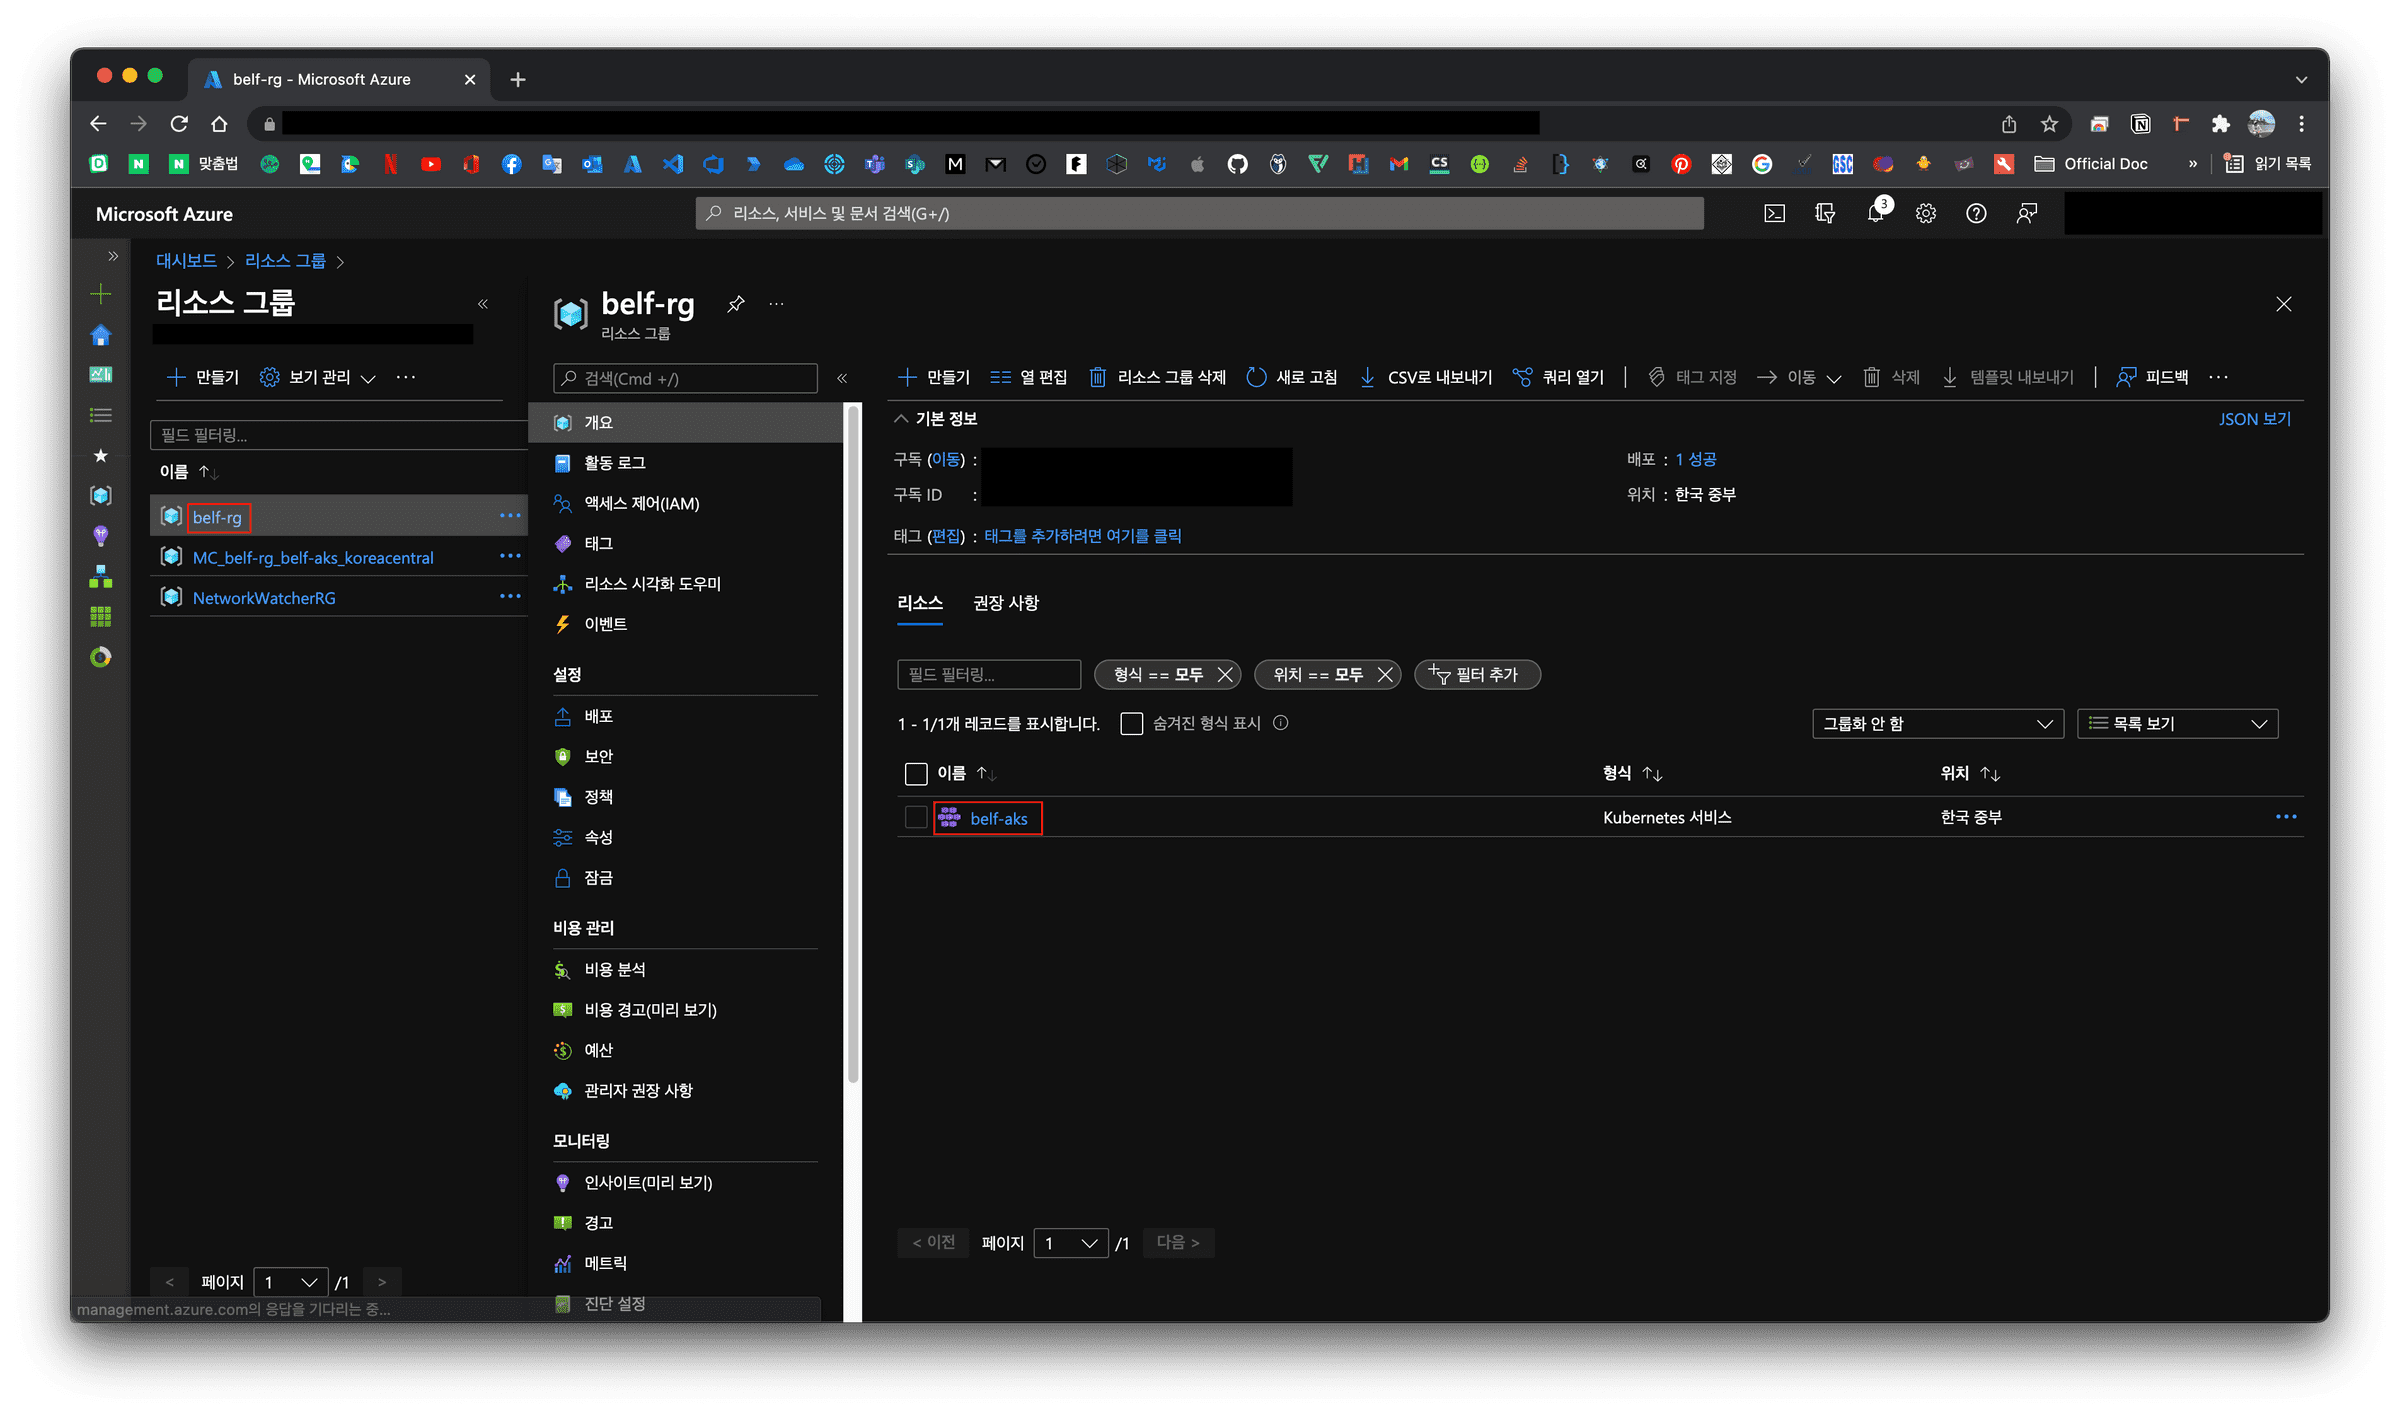 belf-rg - Microsoft Azure
맞춤법
Official Doc
»
읽기 목록
Microsoft Azure
리소스, 서비스 및 문서 검색(G+/)
3
대시보드 > 리소스 그룹 >
리소스 그룹
만들기
보기 관리
필드 필터링...
이름
belf-rg
MC_belf-rg_belf-aks_koreacentral
NetworkWatcherRG
< 페이지 1 /1 >
management.azure.com의 응답을 기다리는 중...
belf-rg
리소스 그룹
검색(Cmd +/)
개요
활동 로그
액세스 제어(IAM)
태그
리소스 시각화 도우미
이벤트
설정
배포
보안
정책
속성
잠금
비용 관리
비용 분석
비용 경고(미리 보기)
예산
관리자 권장 사항
모니터링
인사이트(미리 보기)
경고
메트릭
진단 설정
만들기 열 편집 리소스 그룹 삭제 새로 고침 CSV로 내보내기 쿼리 열기 태그 지정 이동 삭제 템플릿 내보내기 피드백
기본 정보
JSON 보기
구독 (이동) :
배포 : 1 성공
구독 ID :
위치 : 한국 중부
태그 (편집) : 태그를 추가하려면 여기를 클릭
리소스 권장 사항
필드 필터링...
형식 == 모두
위치 == 모두
필터 추가
1 - 1/1개 레코드를 표시합니다.
숨겨진 형식 표시
그룹화 안 함
목록 보기
이름 형식 위치
belf-aks Kubernetes 서비스 한국 중부
< 이전 페이지 1 /1 다음 >